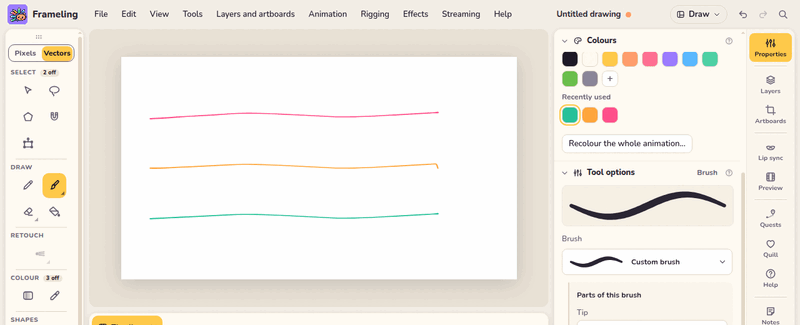 Frameling File Edit View Tools Layers and artboards Animation Rigging Effects Streaming Help Untitled drawing Draw
Pixels Vectors
SELECT 2 off
DRAW
RETOUCH
COLOUR 3 off
SHAPES
Colours
+
Recently used
Recolour the whole animation...
Tool options Brush
Brush
Custom brush
Parts of this brush
Tip
Properties
Layers
Artboards
Lip sync
Preview
Quests
Quill
Help
Notes